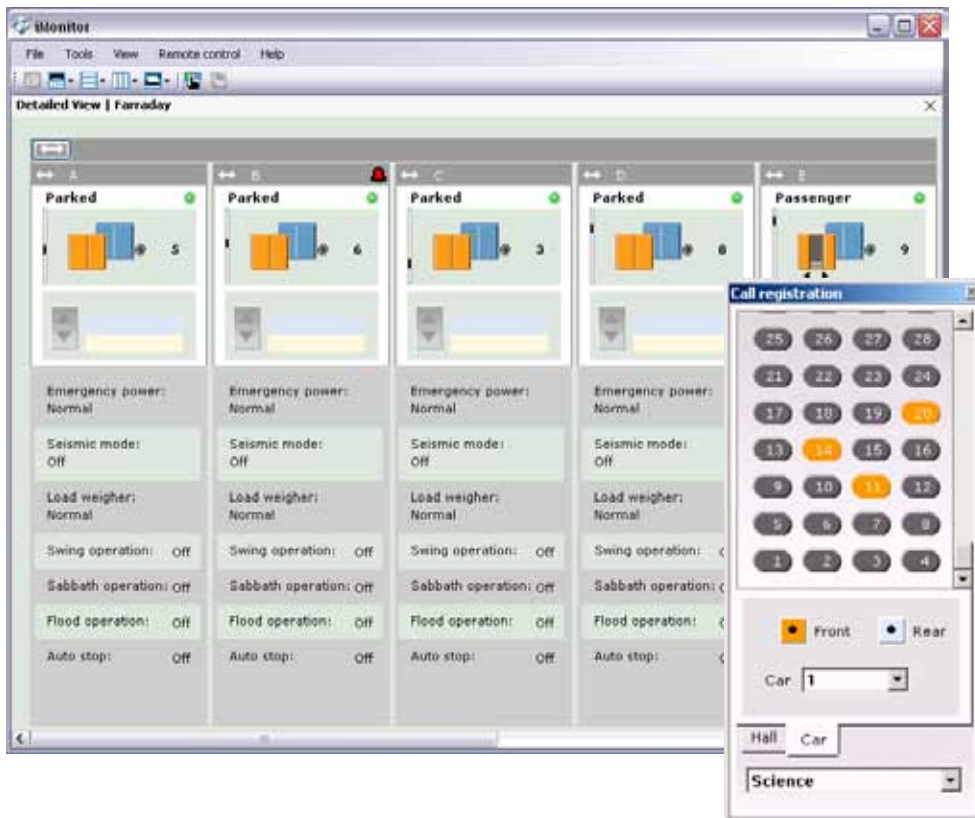 iMonitor
File Tools View Remote control Help
Detailed View | Farraday
A B C D E
Parked Parked Parked Parked Passenger
5 6 3 8 9
Emergency power: Emergency power: Emergency power: Emergency power:
Normal Normal Normal Normal
Seismic mode: Seismic mode: Seismic mode: Seismic mode:
Off Off Off Off
Load weigher: Load weigher: Load weigher: Load weigher:
Normal Normal Normal Normal
Swing operation: Off Swing operation: Off Swing operation: Off Swing operation:
Sabbath operation: Off Sabbath operation: Off Sabbath operation: Off Sabbath operation:
Flood operation: Off Flood operation: Off Flood operation: Off Flood operation:
Auto stop: Off Auto stop: Off Auto stop: Off Auto stop:
Call registration
25 26 27 28
21 22 23 24
17 18 19 20
13 14 15 16
9 10 11 12
5 6 7 8
1 2 3 4
Front Rear
Car 1
Hall Car
Science